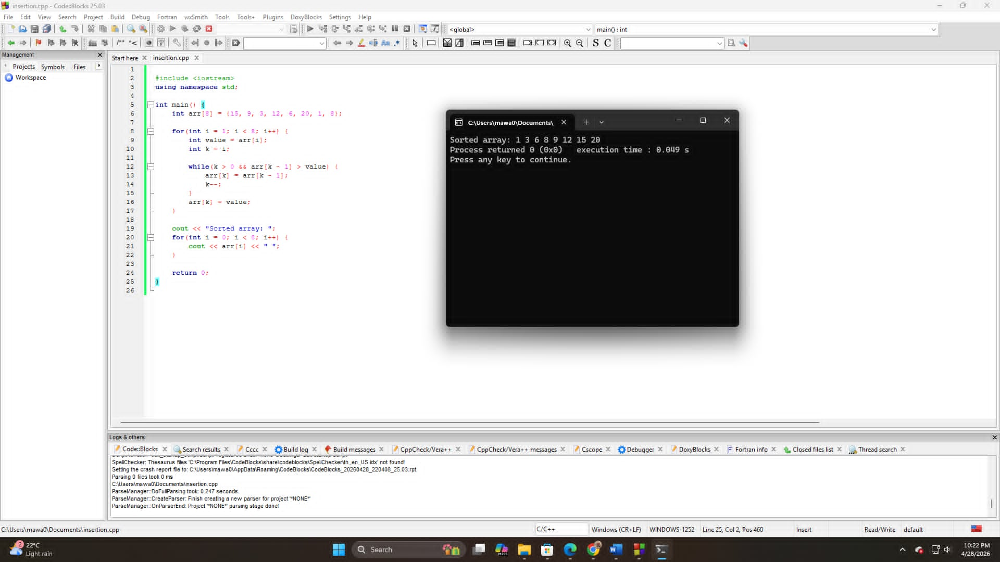 insertion.cpp - Code::Blocks 25.03
File Edit View Search Project Build Debug Fortran wxSmith Tools Tools+ Plugins DoxyBlocks Settings Help
<global> main() : int
/** *< Aa .* S C
Management
Projects Symbols Files
Workspace
Start here insertion.cpp
1
2 #include <iostream>
3 using namespace std;
4
5 int main() {
6 int arr[8] = {15, 9, 3, 12, 6, 20, 1, 8};
7
8 for(int i = 1; i < 8; i++) {
9 int value = arr[i];
10 int k = i;
11
12 while(k > 0 && arr[k - 1] > value) {
13 arr[k] = arr[k - 1];
14 k--;
15 }
16 arr[k] = value;
17 }
18
19 cout << "Sorted array: ";
20 for(int i = 0; i < 8; i++) {
21 cout << arr[i] << " ";
22 }
23
24 return 0;
25 }
26
C:\Users\mawa0\Documents\
Sorted array: 1 3 6 8 9 12 15 20
Process returned 0 (0x0) execution time : 0.049 s
Press any key to continue.
Logs & others
Code::Blocks Search results Cccc Build log Build messages CppCheck/Vera++ CppCheck/Vera++ messages Cscope Debugger DoxyBlocks Fortran info Closed files list Thread search
SpellChecker: Thesaurus files 'C:\Program Files\CodeBlocks\share\codeblocks\SpellChecker\th_en_US.idx' not found!
Setting the crash report file to: C:\Users\mawa0\AppData\Roaming\CodeBlocks\CodeBlocks_20260428_220408_25.03.rpt
Parsing 0 files took 0 ms
C:\Users\mawa0\Documents\insertion.cpp
ParseManager::DoFullParsing took: 0.247 seconds.
ParseManager::CreateParser: Finish creating a new parser for project '*NONE*'
ParseManager::OnParserEnd: Project '*NONE*' parsing stage done!
C:\Users\mawa0\Documents\insertion.cpp C/C++ Windows (CR+LF) WINDOWS-1252 Line 25, Col 2, Pos 460 Insert Read/Write default
2 22°C
Light rain
Search
M365
10:22 PM
4/28/2026